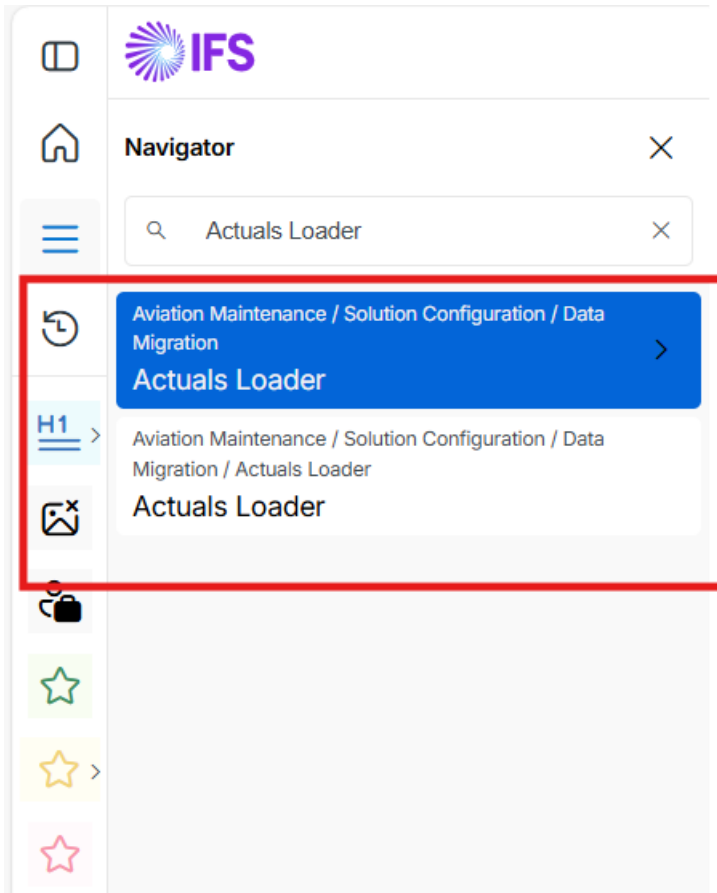 IFS
Navigator
Actuals Loader
Aviation Maintenance / Solution Configuration / Data
Migration
Actuals Loader
H1
Aviation Maintenance / Solution Configuration / Data
Migration / Actuals Loader
Actuals Loader